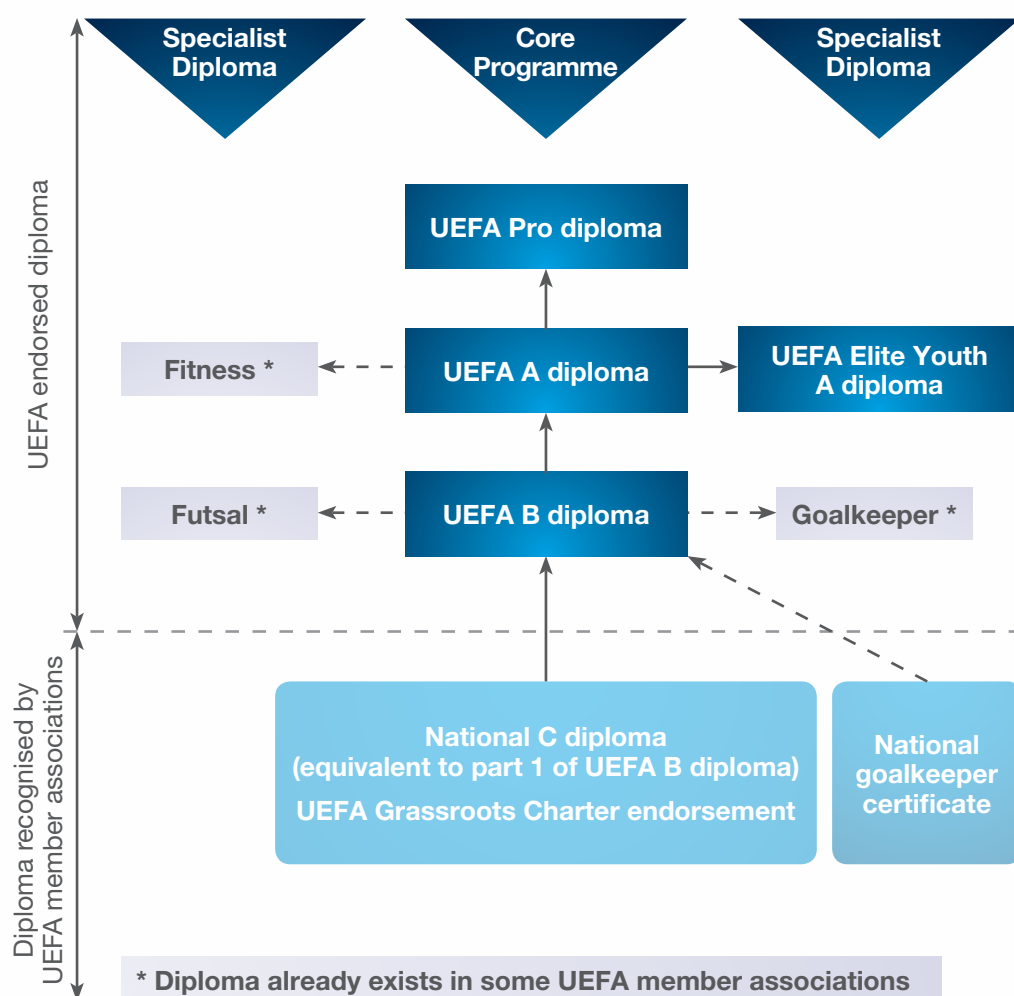 Specialist
Diploma
Core
Programme
Specialist
Diploma
UEFA endorsed diploma
UEFA Pro diploma
Fitness *
UEFA A diploma
UEFA Elite Youth
A diploma
Futsal *
UEFA B diploma
Goalkeeper *
Diploma recognised by
UEFA member associations
National C diploma
(equivalent to part 1 of UEFA B diploma)
UEFA Grassroots Charter endorsement
National
goalkeeper
certificate
* Diploma already exists in some UEFA member associations